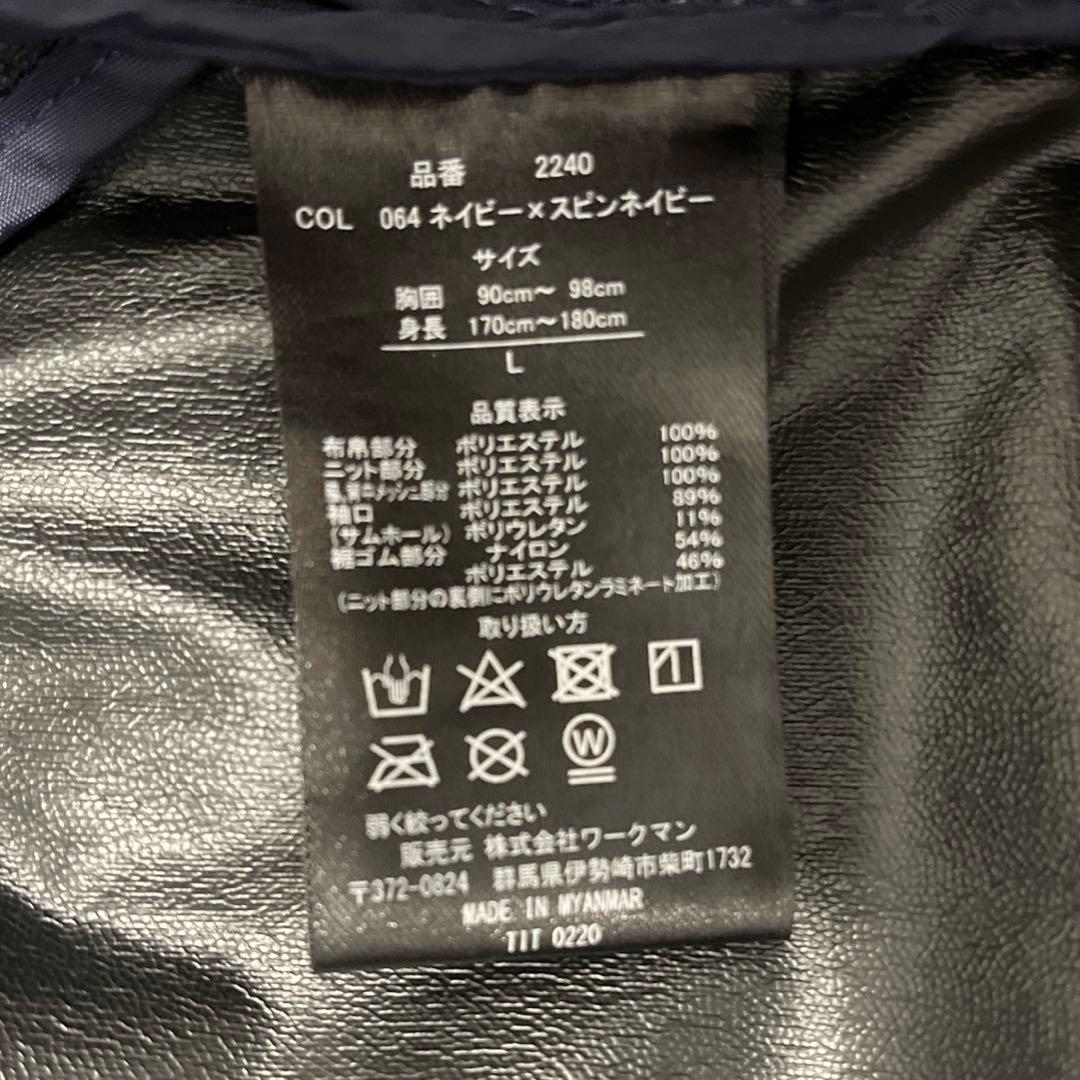 品番 2240
COL 064 ネイビー×スピンネイビー
サイズ
胸囲 90cm～ 98cm
身長 170cm～180cm
L
品質表示
布帛部分 ポリエステル 100%
ニット部分 ポリエステル 100%
メッシュ部分 ポリエステル 100%
袖口 ポリエステル 89%
(サムホール) ポリウレタン 11%
裾ゴム部分 ナイロン 54%
ポリエステル 46%
(ニット部分の裏側にポリウレタンラミネート加工)
取り扱い方
W
弱く絞ってください
販売元 株式会社ワークマン
〒372-0824 群馬県伊勢崎市柴町1732
MADE IN MYANMAR
TIT 0220